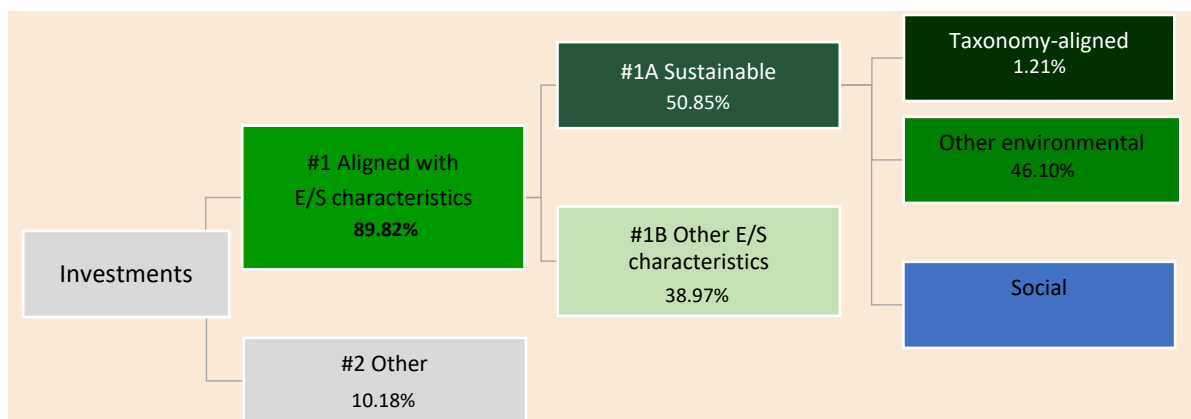 Investments
#1 Aligned with
E/S characteristics
89.82%
#2 Other
10.18%
#1A Sustainable
50.85%
#1B Other E/S
characteristics
38.97%
Taxonomy-aligned
1.21%
Other environmental
46.10%
Social